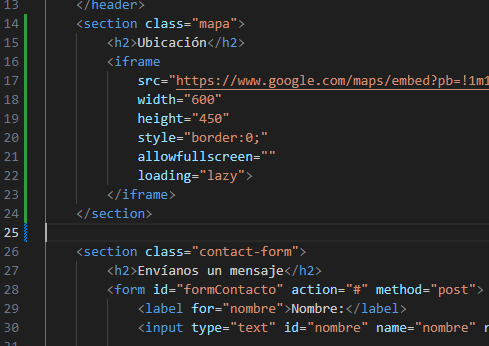 13 </header>
14 <section class="mapa">
15 <h2>Ubicación</h2>
16 <iframe
17 src="https://www.google.com/maps/embed?pb=!1m1
18 width="600"
19 height="450"
20 style="border:0;"
21 allowfullscreen=""
22 loading="lazy">
23 </iframe>
24 </section>
25
26 <section class="contact-form">
27 <h2>Envíanos un mensaje</h2>
28 <form id="formContacto" action="#" method="post">
29 <label for="nombre">Nombre:</label>
30 <input type="text" id="nombre" name="nombre" r